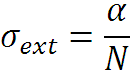 σ_ext = α/N